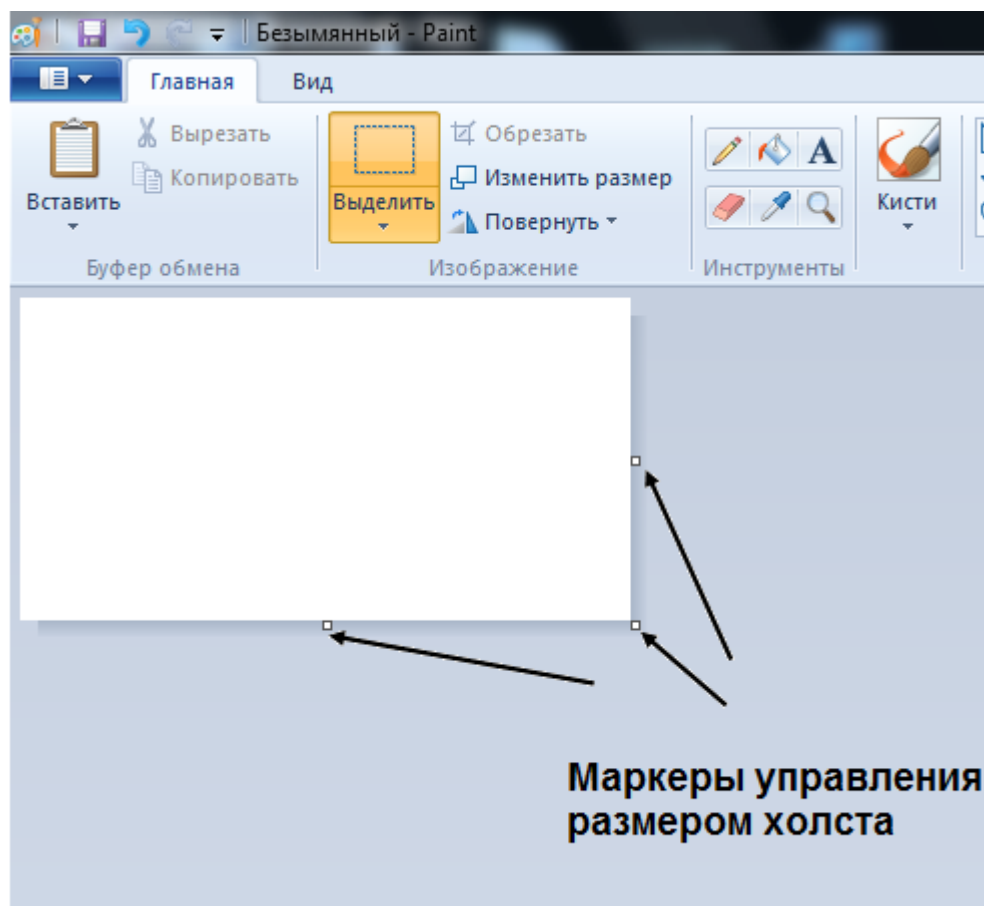 Безымянный - Paint
Главная Вид
Вырезать
Обрезать
Копировать
Изменить размер
Вставить
Выделить
Повернуть
Кисти
A
Буфер обмена
Изображение
Инструменты
Маркеры управления
размером холста